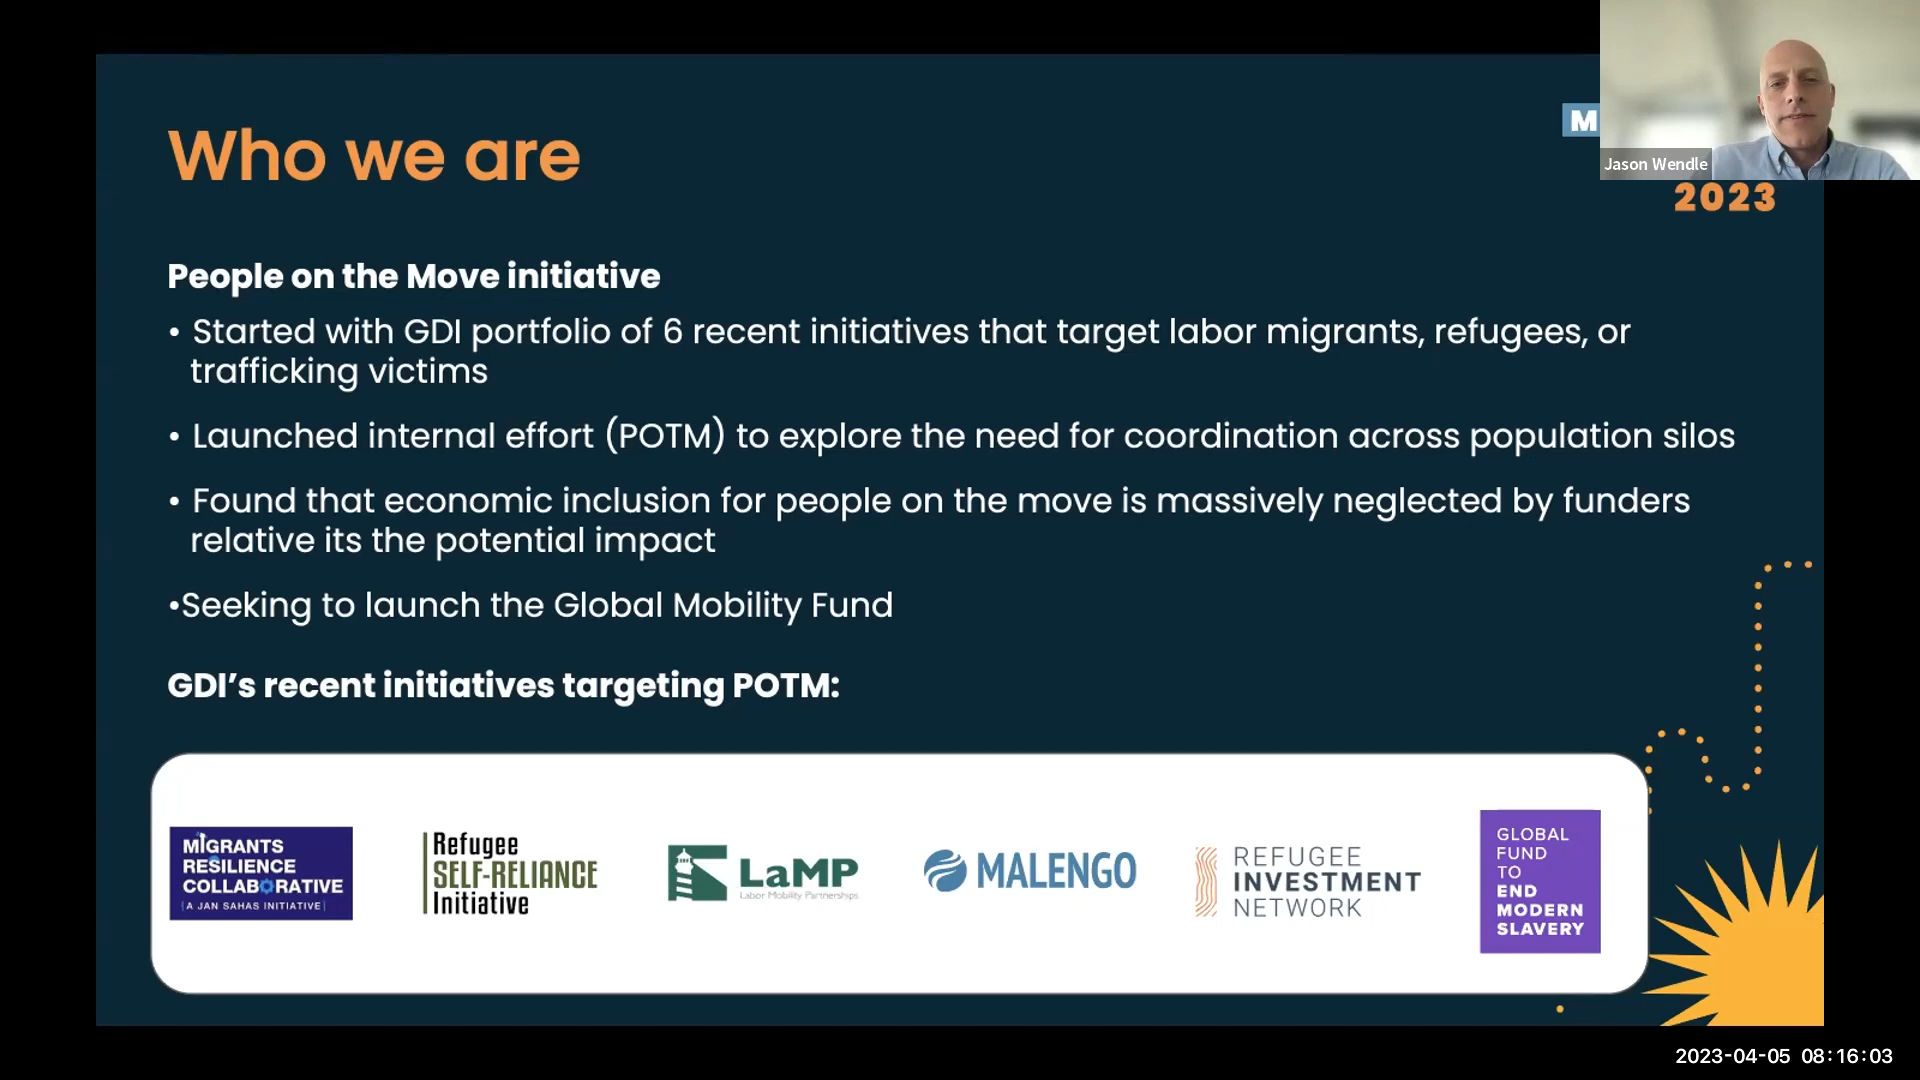 Who we are
M
Jason Wendle
2023
People on the Move initiative
• Started with GDI portfolio of 6 recent initiatives that target labor migrants, refugees, or
trafficking victims
• Launched internal effort (POTM) to explore the need for coordination across population silos
• Found that economic inclusion for people on the move is massively neglected by funders
relative its the potential impact
•Seeking to launch the Global Mobility Fund
GDI’s recent initiatives targeting POTM:
MIGRANTS
RESILIENCE
COLLABORATIVE
|A JAN SAHAS INITIATIVE|
Refugee
SELF-RELIANCE
Initiative
LaMP
Labor Mobility Partnerships
MALENGO
REFUGEE
INVESTMENT
NETWORK
GLOBAL
FUND
TO
END
MODERN
SLAVERY
2023-04-05 08:16:03